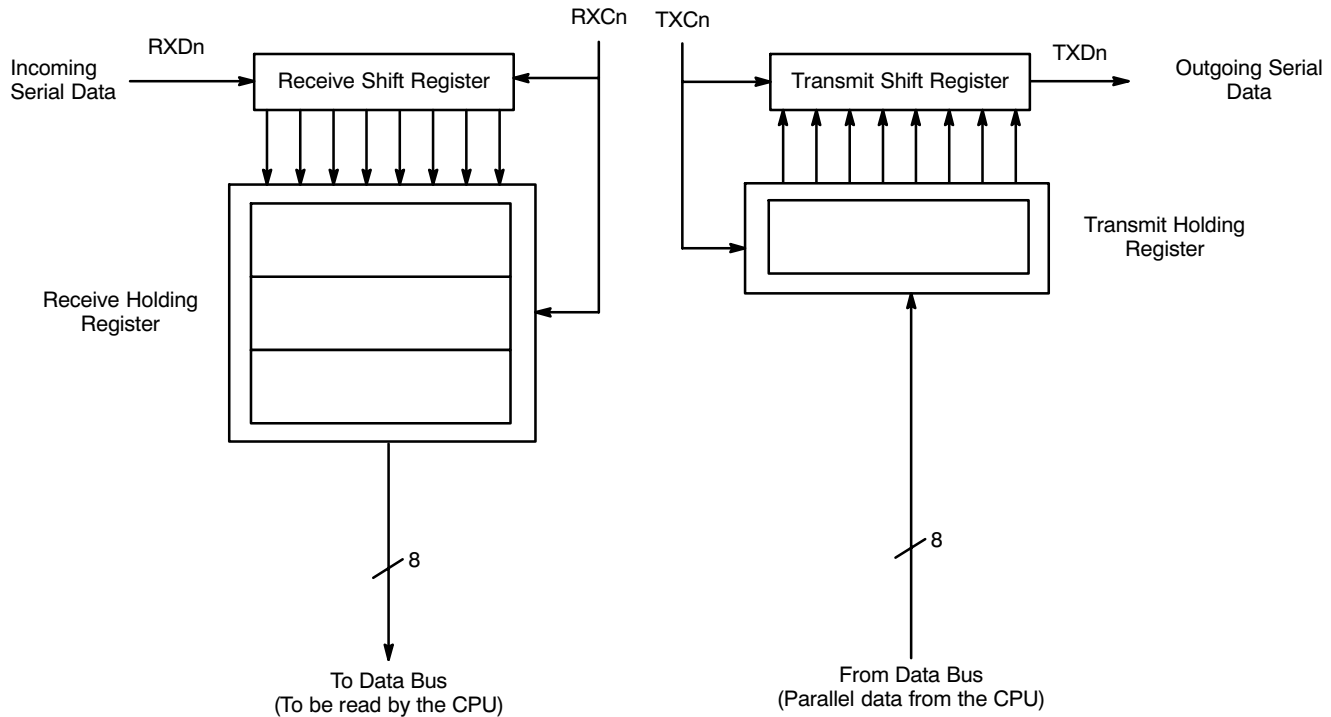 RXCn
TXCn
RXDn
Incoming
Serial Data
Receive Shift Register
Transmit Shift Register
TXDn
Outgoing Serial
Data
Receive Holding
Register
Transmit Holding
Register
8
8
To Data Bus
(To be read by the CPU)
From Data Bus
(Parallel data from the CPU)